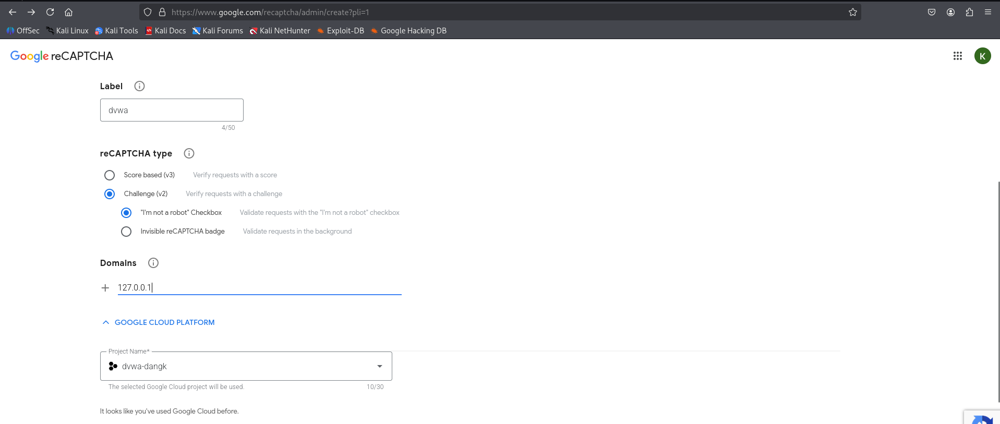 https://www.google.com/recaptcha/admin/create?pli=1
OffSec Kali Linux Kali Tools Kali Docs Kali Forums Kali NetHunter Exploit-DB Google Hacking DB
Google reCAPTCHA
K
Label
dvwa
4/50
reCAPTCHA type
Score based (v3) Verify requests with a score
Challenge (v2) Verify requests with a challenge
"I'm not a robot" Checkbox Validate requests with the "I'm not a robot" checkbox
Invisible reCAPTCHA badge Validate requests in the background
Domains
127.0.0.1
GOOGLE CLOUD PLATFORM
Project Name*
dvwa-dangk
The selected Google Cloud project will be used. 10/30
It looks like you've used Google Cloud before.